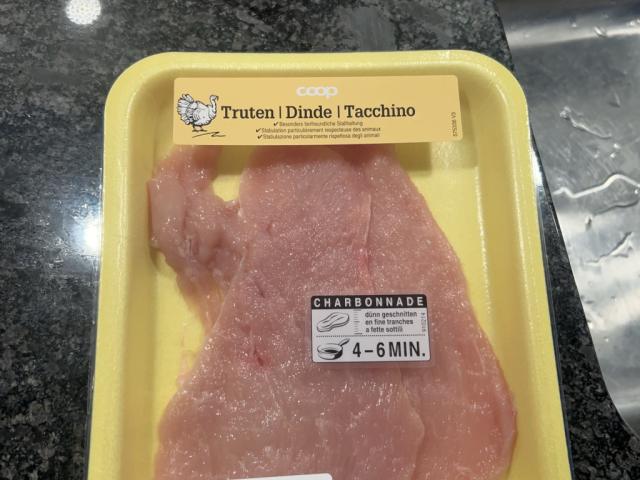 coop
Truten | Dinde | Tacchino
✓Besonders tierfreundliche Stallhaltung
✓Stabulation particulièrement respectueuse des animaux
✓Stabulazione particolarmente rispettosa degli animali
CHARBONNADE
dünn geschnitten
en fine tranches
a fette sottili
4–6 MIN.